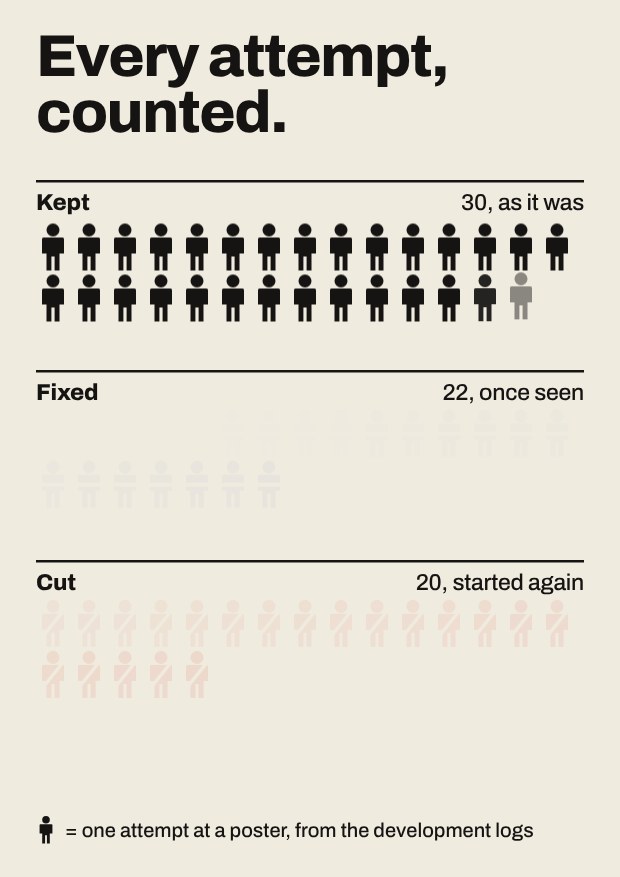 Every attempt,
counted.
Kept 30, as it was
Fixed 22, once seen
Cut 20, started again
= one attempt at a poster, from the development logs